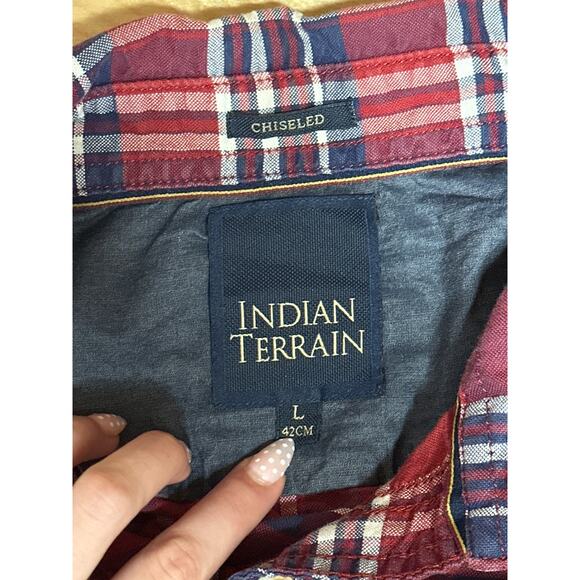 CHISELED
INDIAN
TERRAIN
L
42CM